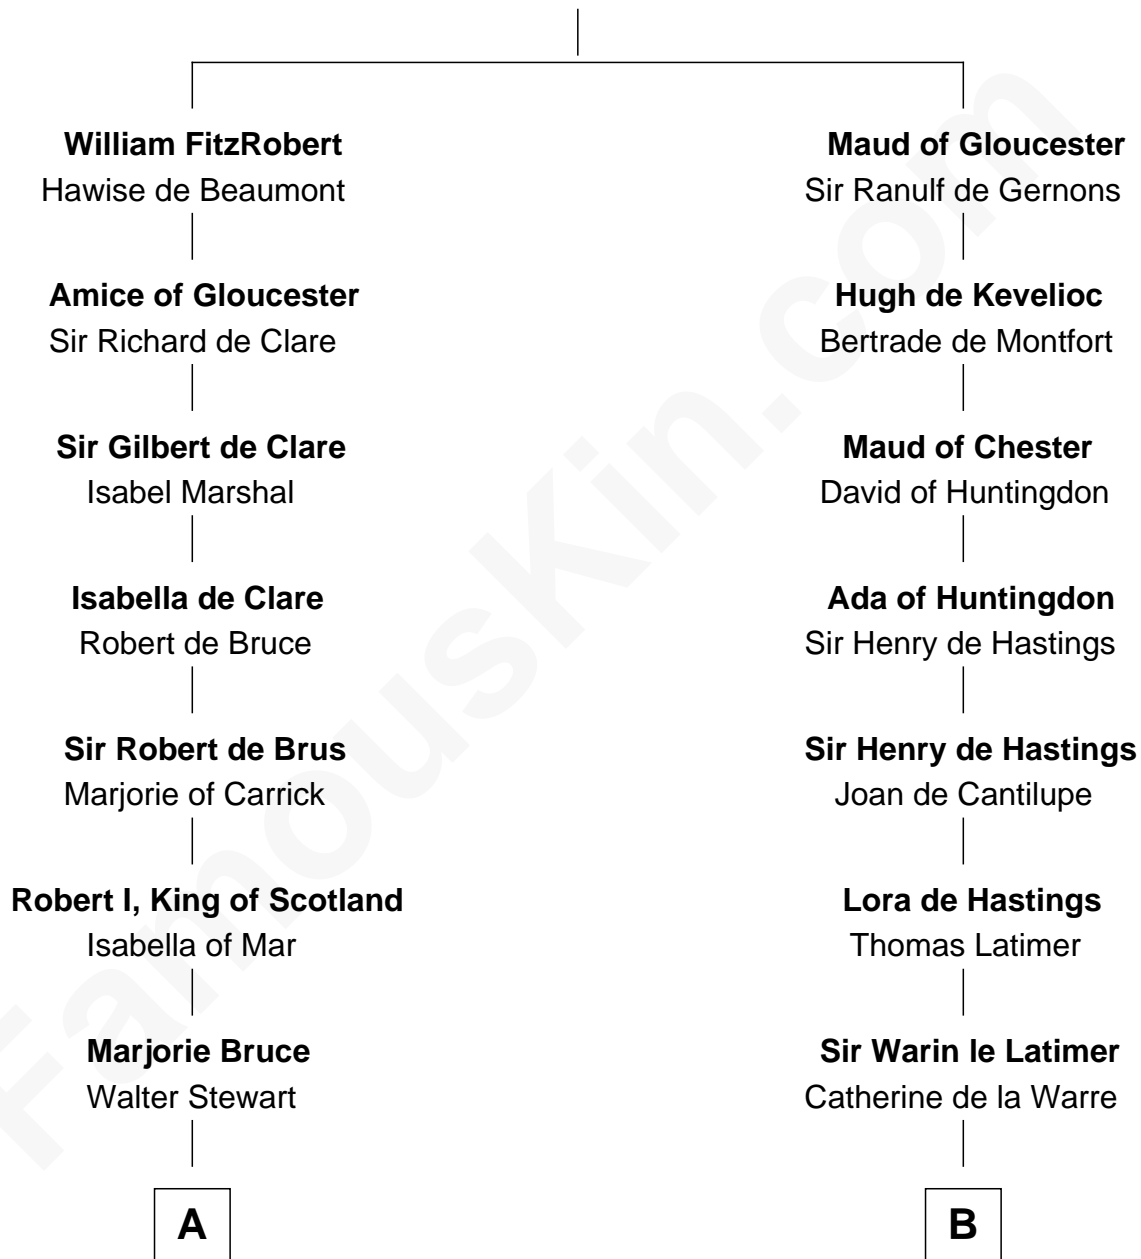 William FitzRobert
Hawise de Beaumont
Amice of Gloucester
Sir Richard de Clare
Sir Gilbert de Clare
Isabel Marshal
Isabella de Clare
Robert de Bruce
Sir Robert de Brus
Marjorie of Carrick
Robert I, King of Scotland
Isabella of Mar
Marjorie Bruce
Walter Stewart
A
Maud of Gloucester
Sir Ranulf de Gernons
Hugh de Kevelioc
Bertrade de Montfort
Maud of Chester
David of Huntingdon
Ada of Huntingdon
Sir Henry de Hastings
Sir Henry de Hastings
Joan de Cantilupe
Lora de Hastings
Thomas Latimer
Sir Warin le Latimer
Catherine de la Warre
B
FamousKin.com